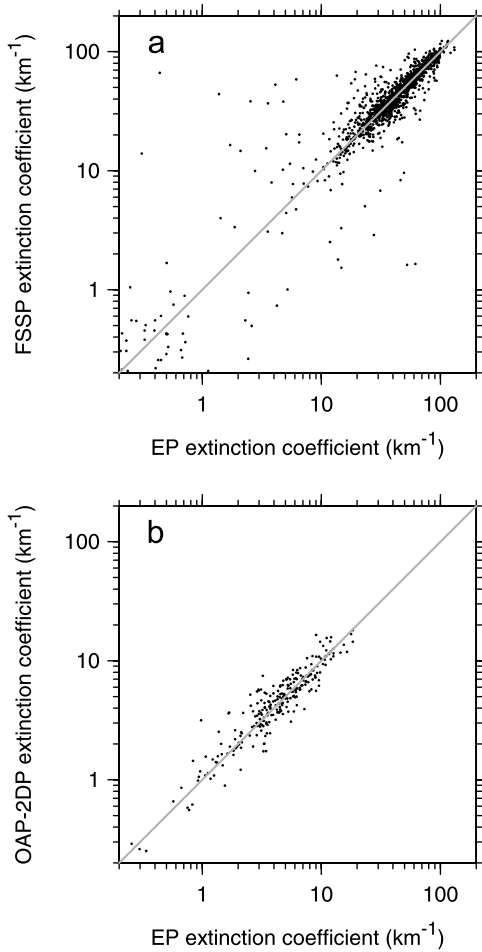 a
100
10
1
FSSP extinction coefficient (km⁻¹)
1 10 100
EP extinction coefficient (km⁻¹)
b
100
10
1
OAP-2DP extinction coefficient (km⁻¹)
1 10 100
EP extinction coefficient (km⁻¹)